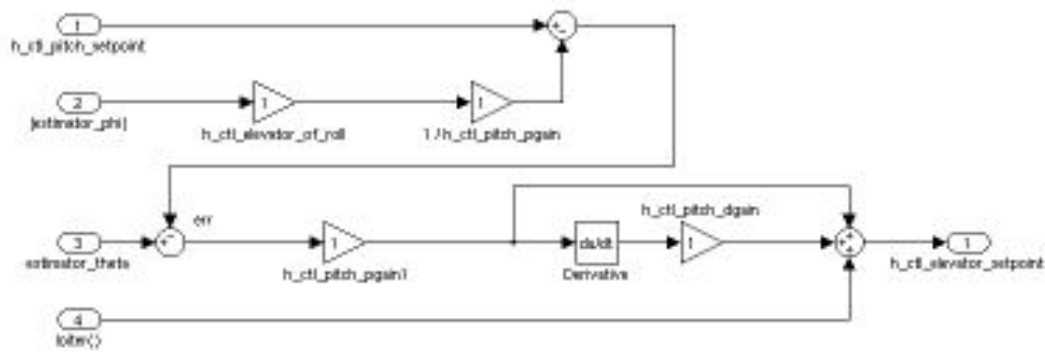 1
h_ctl_pitch_setpoint
2
|estimator_phi|
1
h_ctl_elevator_of_roll
1
1 / h_ctl_pitch_pgain
err
3
estimator_theta
1
h_ctl_pitch_pgain1
du/dt
Derivative
h_ctl_pitch_dgain
1
1
h_ctl_elevator_setpoint
4
loiter()